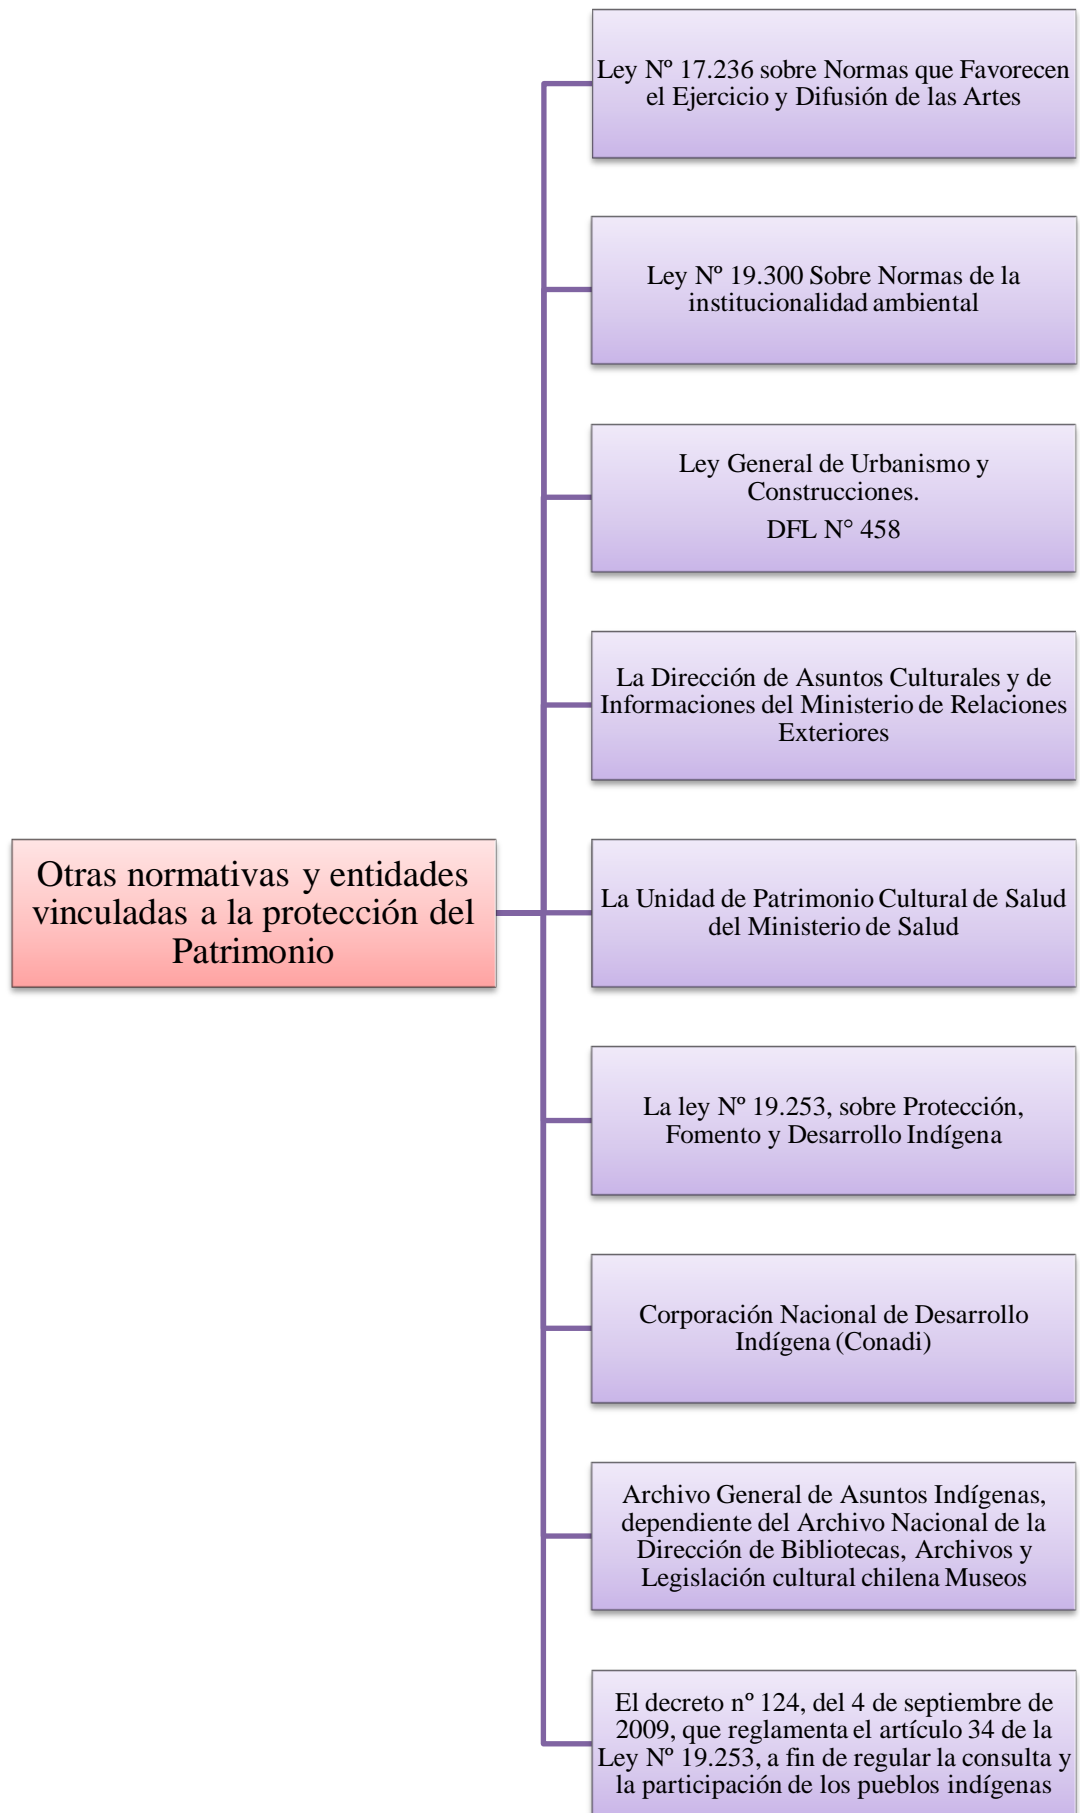 Ley Nº 17.236 sobre Normas que Favorecen
el Ejercicio y Difusión de las Artes
Ley Nº 19.300 Sobre Normas de la
institucionalidad ambiental
Ley General de Urbanismo y
Construcciones.
DFL N° 458
La Dirección de Asuntos Culturales y de
Informaciones del Ministerio de Relaciones
Exteriores
Otras normativas y entidades
vinculadas a la protección del
Patrimonio
La Unidad de Patrimonio Cultural de Salud
del Ministerio de Salud
La ley Nº 19.253, sobre Protección,
Fomento y Desarrollo Indígena
Corporación Nacional de Desarrollo
Indígena (Conadi)
Archivo General de Asuntos Indígenas,
dependiente del Archivo Nacional de la
Dirección de Bibliotecas, Archivos y
Legislación cultural chilena Museos
El decreto nº 124, del 4 de septiembre de
2009, que reglamenta el artículo 34 de la
Ley Nº 19.253, a fin de regular la consulta y
la participación de los pueblos indígenas